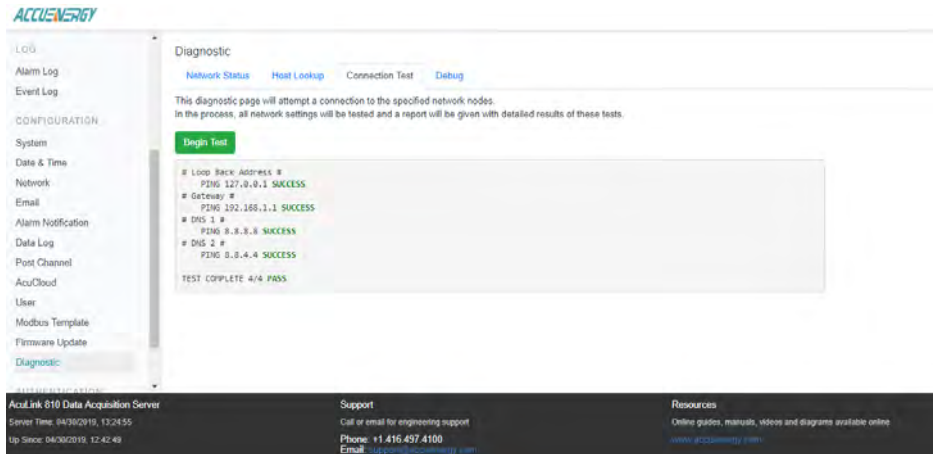 ACCUENERGY
LOG
Alarm Log
Event Log
CONFIGURATION
System
Date & Time
Network
Email
Alarm Notification
Data Log
Post Channel
AcuCloud
User
Modbus Template
Firmware Update
Diagnostic
AUTHENTICATION
Diagnostic
Network Status Host Lookup Connection Test Debug
This diagnostic page will attempt a connection to the specified network nodes.
In the process, all network settings will be tested and a report will be given with detailed results of these tests.
Begin Test
# Loop Back Address #
PING 127.0.0.1 SUCCESS
# Gateway #
PING 192.168.1.1 SUCCESS
# DNS 1 #
PING 8.8.8.8 SUCCESS
# DNS 2 #
PING 8.8.4.4 SUCCESS
TEST COMPLETE 4/4 PASS
AcuLink 810 Data Acquisition Server
Server Time: 04/30/2019, 13:24:55
Up Since: 04/30/2019, 12:42:49
Support
Call or email for engineering support
Phone: +1.416.497.4100
Email: support@accuenergy.com
Resources
Online guides, manuals, videos and diagrams available online
www.accuenergy.com